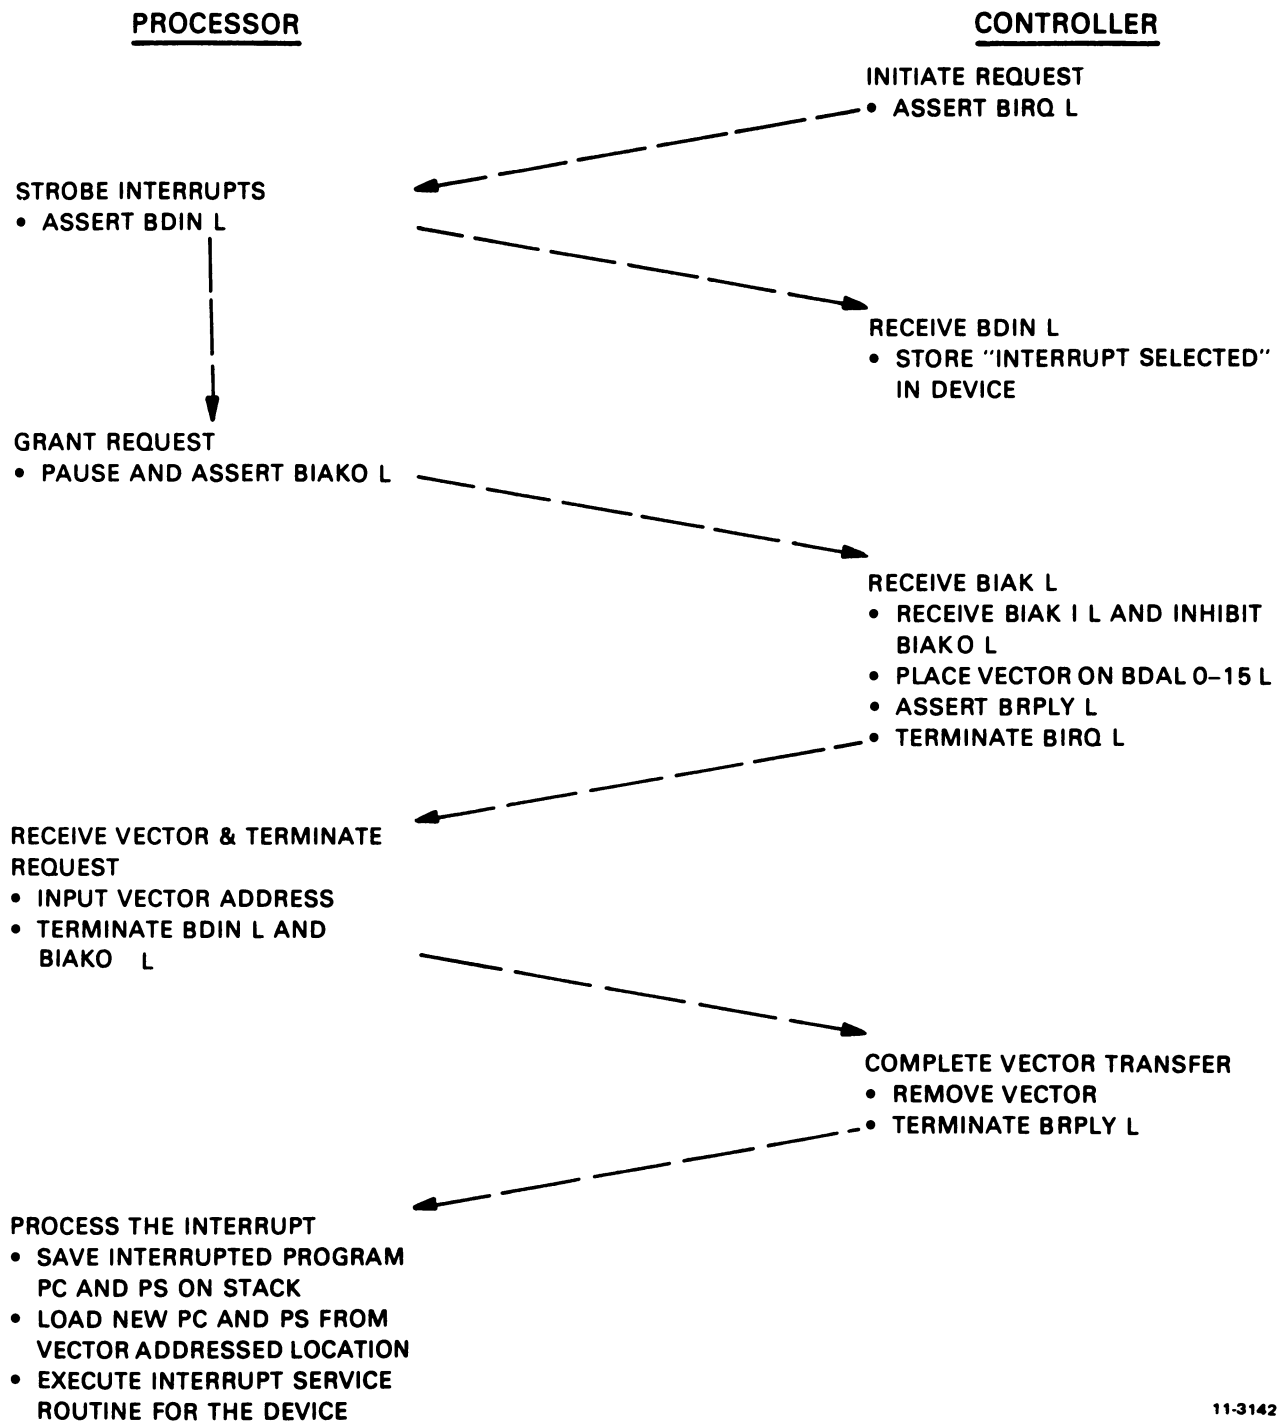 PROCESSOR
CONTROLLER
INITIATE REQUEST
• ASSERT BIRQ L
STROBE INTERRUPTS
• ASSERT BDIN L
RECEIVE BDIN L
• STORE "INTERRUPT SELECTED"
IN DEVICE
GRANT REQUEST
• PAUSE AND ASSERT BIAKO L
RECEIVE BIAK L
• RECEIVE BIAK I L AND INHIBIT
BIAKO L
• PLACE VECTOR ON BDAL 0–15 L
• ASSERT BRPLY L
• TERMINATE BIRQ L
RECEIVE VECTOR & TERMINATE
REQUEST
• INPUT VECTOR ADDRESS
• TERMINATE BDIN L AND
BIAKO L
COMPLETE VECTOR TRANSFER
• REMOVE VECTOR
• TERMINATE BRPLY L
PROCESS THE INTERRUPT
• SAVE INTERRUPTED PROGRAM
PC AND PS ON STACK
• LOAD NEW PC AND PS FROM
VECTOR ADDRESSED LOCATION
• EXECUTE INTERRUPT SERVICE
ROUTINE FOR THE DEVICE
11-3142